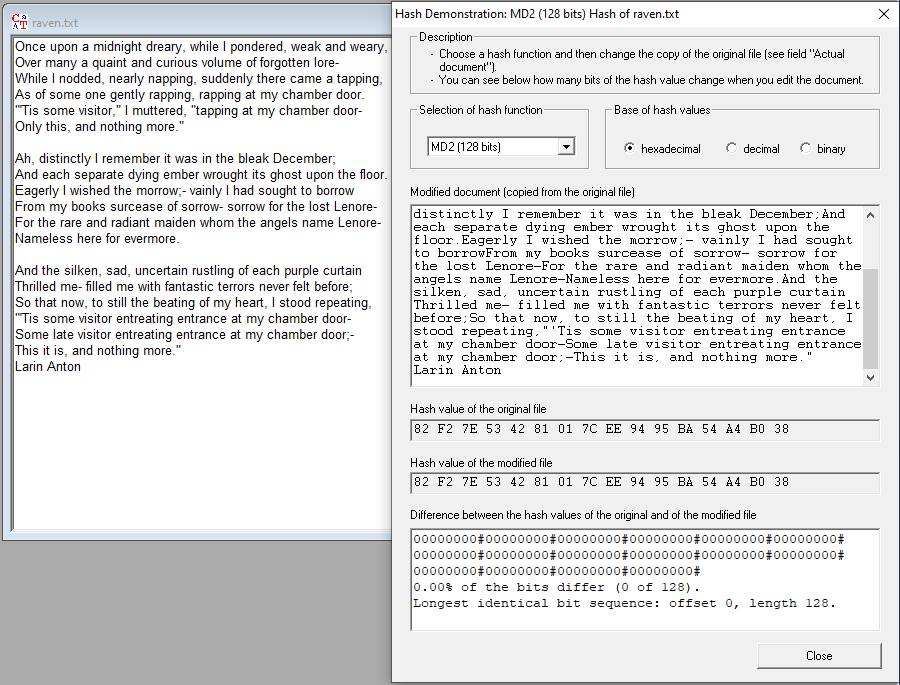 raven.txt
Once upon a midnight dreary, while I pondered, weak and weary,
Over many a quaint and curious volume of forgotten lore-
While I nodded, nearly napping, suddenly there came a tapping,
As of some one gently rapping, rapping at my chamber door.
"'Tis some visitor," I muttered, "tapping at my chamber door-
Only this, and nothing more."
Ah, distinctly I remember it was in the bleak December;
And each separate dying ember wrought its ghost upon the floor.
Eagerly I wished the morrow;- vainly I had sought to borrow
From my books surcease of sorrow- sorrow for the lost Lenore-
For the rare and radiant maiden whom the angels name Lenore-
Nameless here for evermore.
And the silken, sad, uncertain rustling of each purple curtain
Thrilled me- filled me with fantastic terrors never felt before;
So that now, to still the beating of my heart, I stood repeating,
"'Tis some visitor entreating entrance at my chamber door-
Some late visitor entreating entrance at my chamber door;-
This it is, and nothing more."
Larin Anton
Hash Demonstration: MD2 (128 bits) Hash of raven.txt
Description
- Choose a hash function and then change the copy of the original file (see field "Actual
document").
- You can see below how many bits of the hash value change when you edit the document.
Selection of hash function
MD2 (128 bits)
Base of hash values
hexadecimal
decimal
binary
Modified document (copied from the original file)
distinctly I remember it was in the bleak December;And
each separate dying ember wrought its ghost upon the
floor.Eagerly I wished the morrow;- vainly I had sought
to borrowFrom my books surcease of sorrow- sorrow for
the lost Lenore-For the rare and radiant maiden whom the
angels name Lenore-Nameless here for evermore.And the
silken, sad, uncertain rustling of each purple curtain
Thrilled me- filled me with fantastic terrors never felt
before;So that now, to still the beating of my heart, I
stood repeating,"'Tis some visitor entreating entrance
at my chamber door-Some late visitor entreating entrance
at my chamber door;-This it is, and nothing more."
Larin Anton
Hash value of the original file
82 F2 7E 53 42 81 01 7C EE 94 95 BA 54 A4 B0 38
Hash value of the modified file
82 F2 7E 53 42 81 01 7C EE 94 95 BA 54 A4 B0 38
Difference between the hash values of the original and of the modified file
00000000#00000000#00000000#00000000#00000000#00000000#
00000000#00000000#00000000#00000000#00000000#00000000#
00000000#00000000#00000000#00000000#
0.00% of the bits differ (0 of 128).
Longest identical bit sequence: offset 0, length 128.
Close